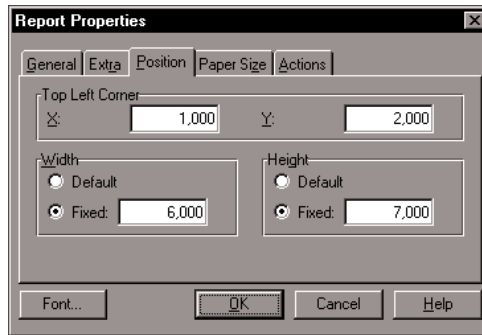 Report Properties
General Extra Position Paper Size Actions
Top Left Corner
X: 1,000 Y: 2,000
Width Height
Default Default
Fixed: 6,000 Fixed: 7,000
Font... OK Cancel Help